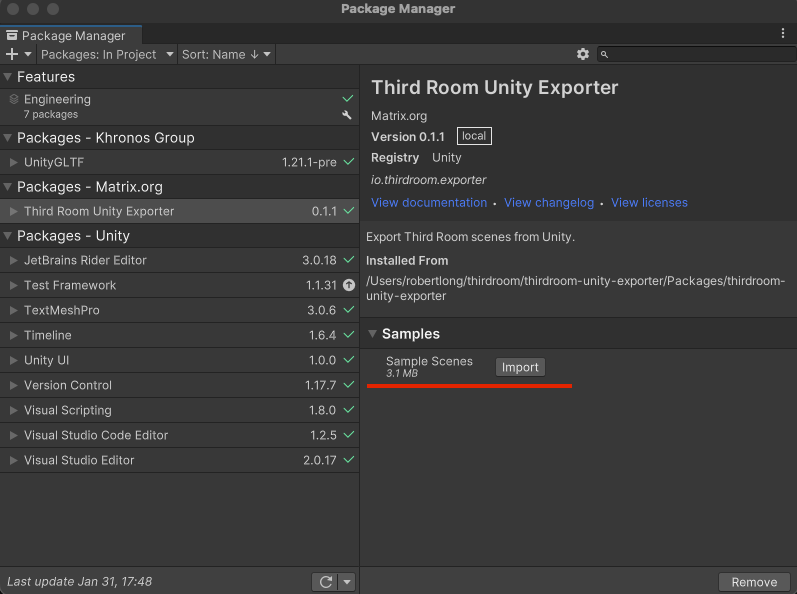 Package Manager
Package Manager
Packages: In Project
Sort: Name ↓
Features
Engineering
7 packages
Packages - Khronos Group
UnityGLTF 1.21.1-pre
Packages - Matrix.org
Third Room Unity Exporter 0.1.1
Packages - Unity
JetBrains Rider Editor 3.0.18
Test Framework 1.1.31
TextMeshPro 3.0.6
Timeline 1.6.4
Unity UI 1.0.0
Version Control 1.17.7
Visual Scripting 1.8.0
Visual Studio Code Editor 1.2.5
Visual Studio Editor 2.0.17
Last update Jan 31, 17:48
Third Room Unity Exporter
Matrix.org
Version 0.1.1 local
Registry Unity
io.thirdroom.exporter
View documentation • View changelog • View licenses
Export Third Room scenes from Unity.
Installed From
/Users/robertlong/thirdroom/thirdroom-unity-exporter/Packages/thirdroom-
unity-exporter
Samples
Sample Scenes
3.1 MB
Import
Remove